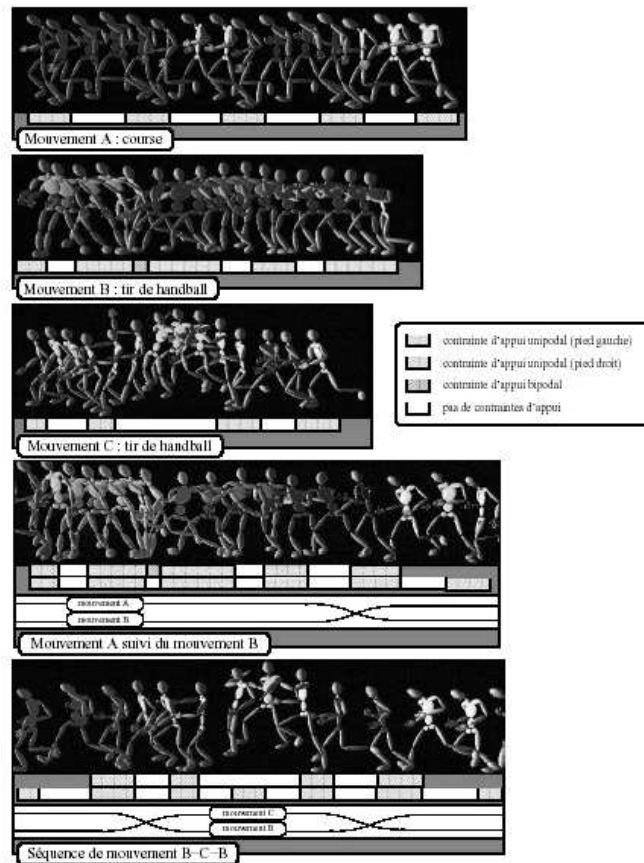 Mouvement A : course
Mouvement B : tir de handball
contrainte d'appui unipodal (pied gauche)
contrainte d'appui unipodal (pied droit)
contrainte d'appui bipodal
pas de contraintes d'appui
Mouvement C : tir de handball
mouvement A
mouvement B
Mouvement A suivi du mouvement B
mouvement C
mouvement B
Séquence de mouvement B-C-B